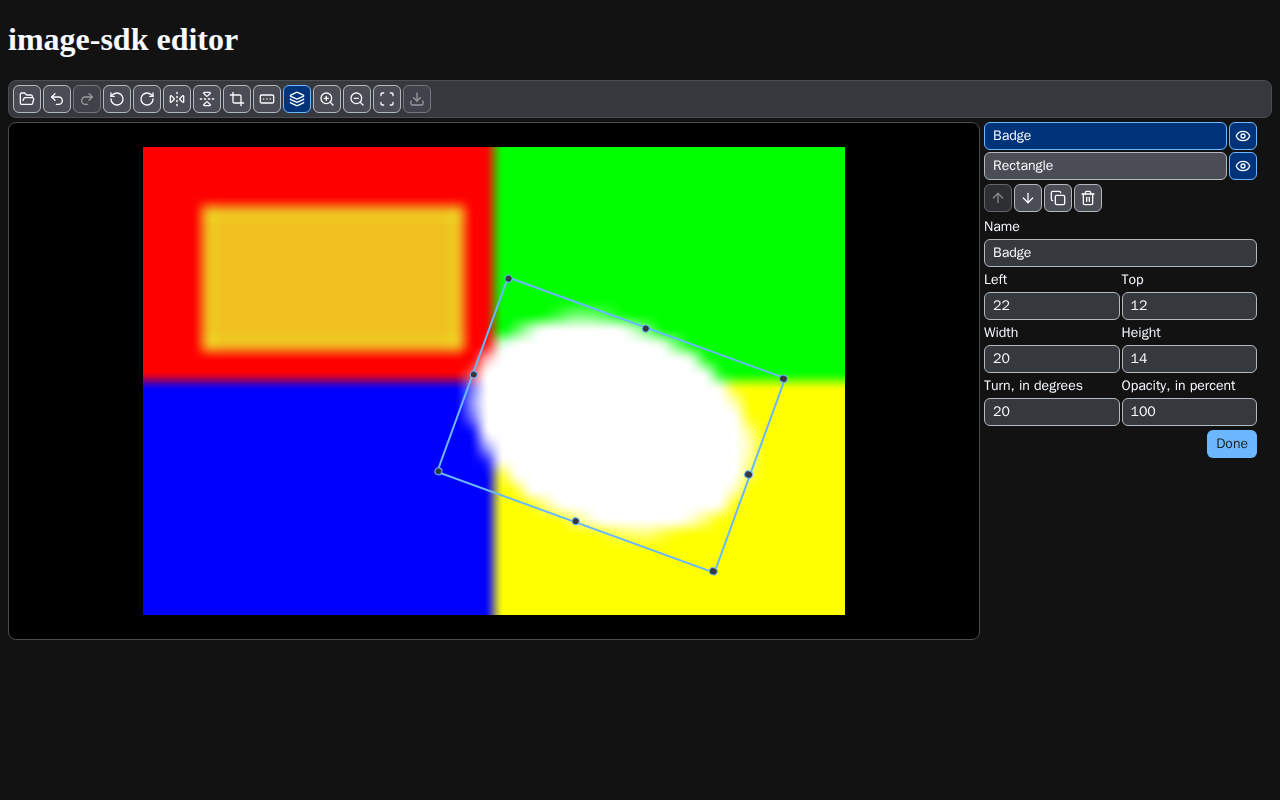 image-sdk editor
Badge
Rectangle
Name
Badge
Left Top
22 12
Width Height
20 14
Turn, in degrees Opacity, in percent
20 100
Done